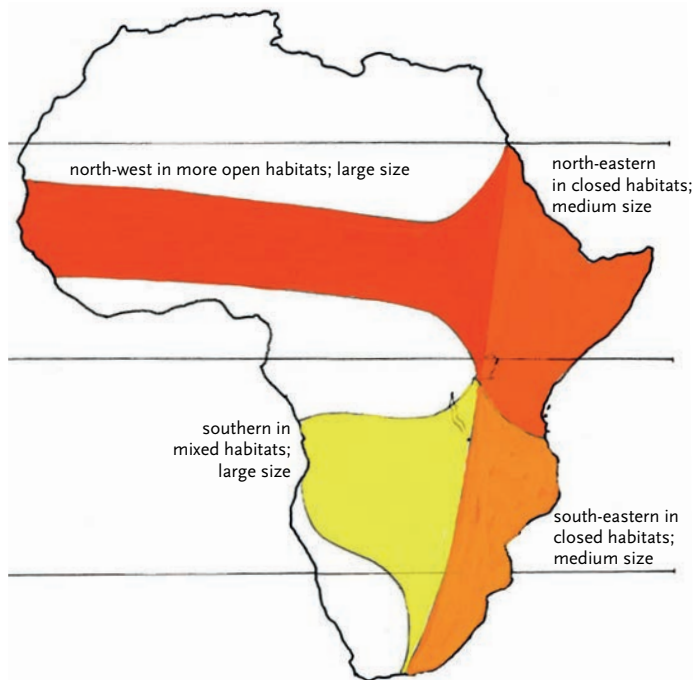 north-west in more open habitats; large size
north-eastern
in closed habitats;
medium size
southern in
mixed habitats;
large size
south-eastern in
closed habitats;
medium size